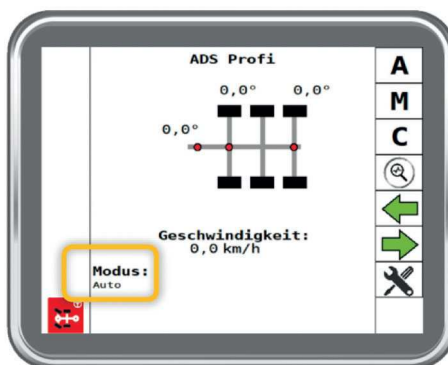 ADS Profi
0,0° 0,0°
0,0°
Geschwindigkeit:
0,0 km/h
Modus:
Auto
A
M
C